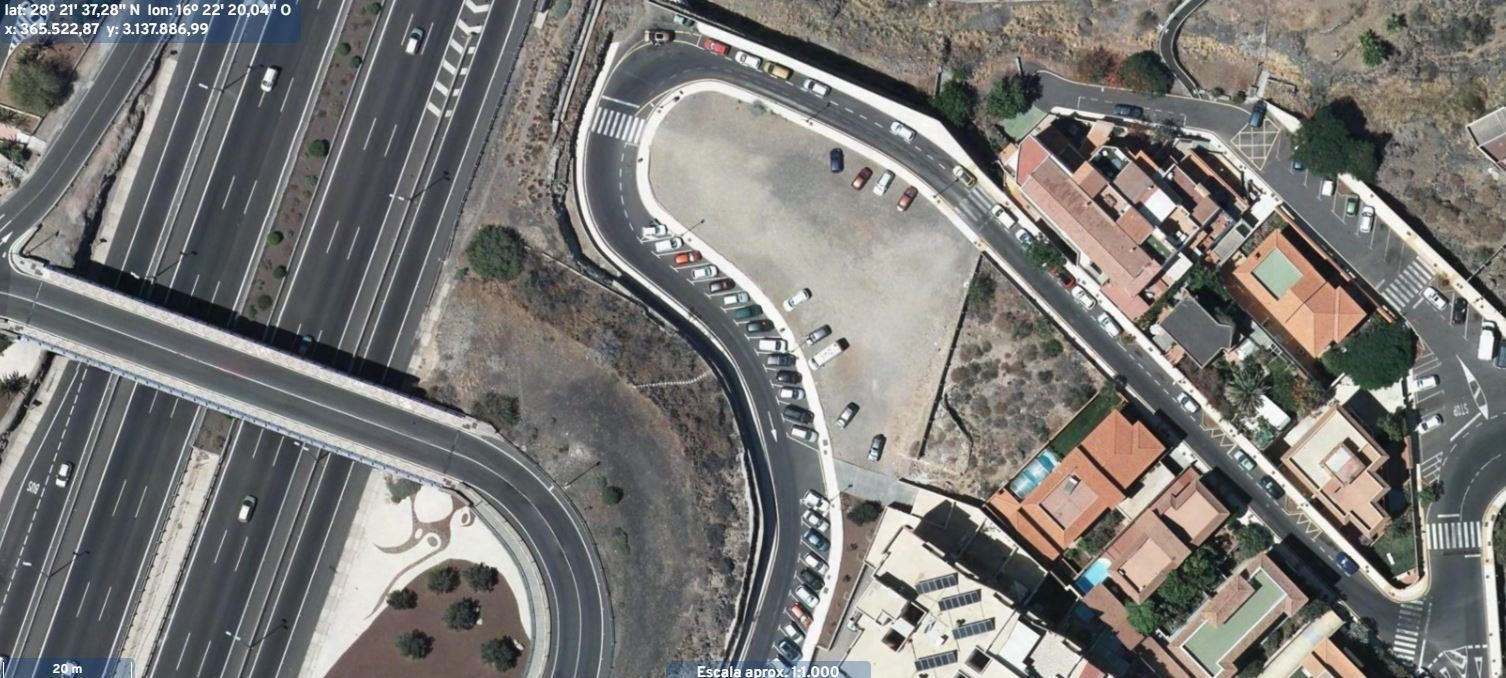 lat: 28º 21' 37,28" N lon: 16º 22' 20,04" O
x: 365.522,87 y: 3.137.886,99
STOP
BUS
20 m
Escala aprox. 1:1.000